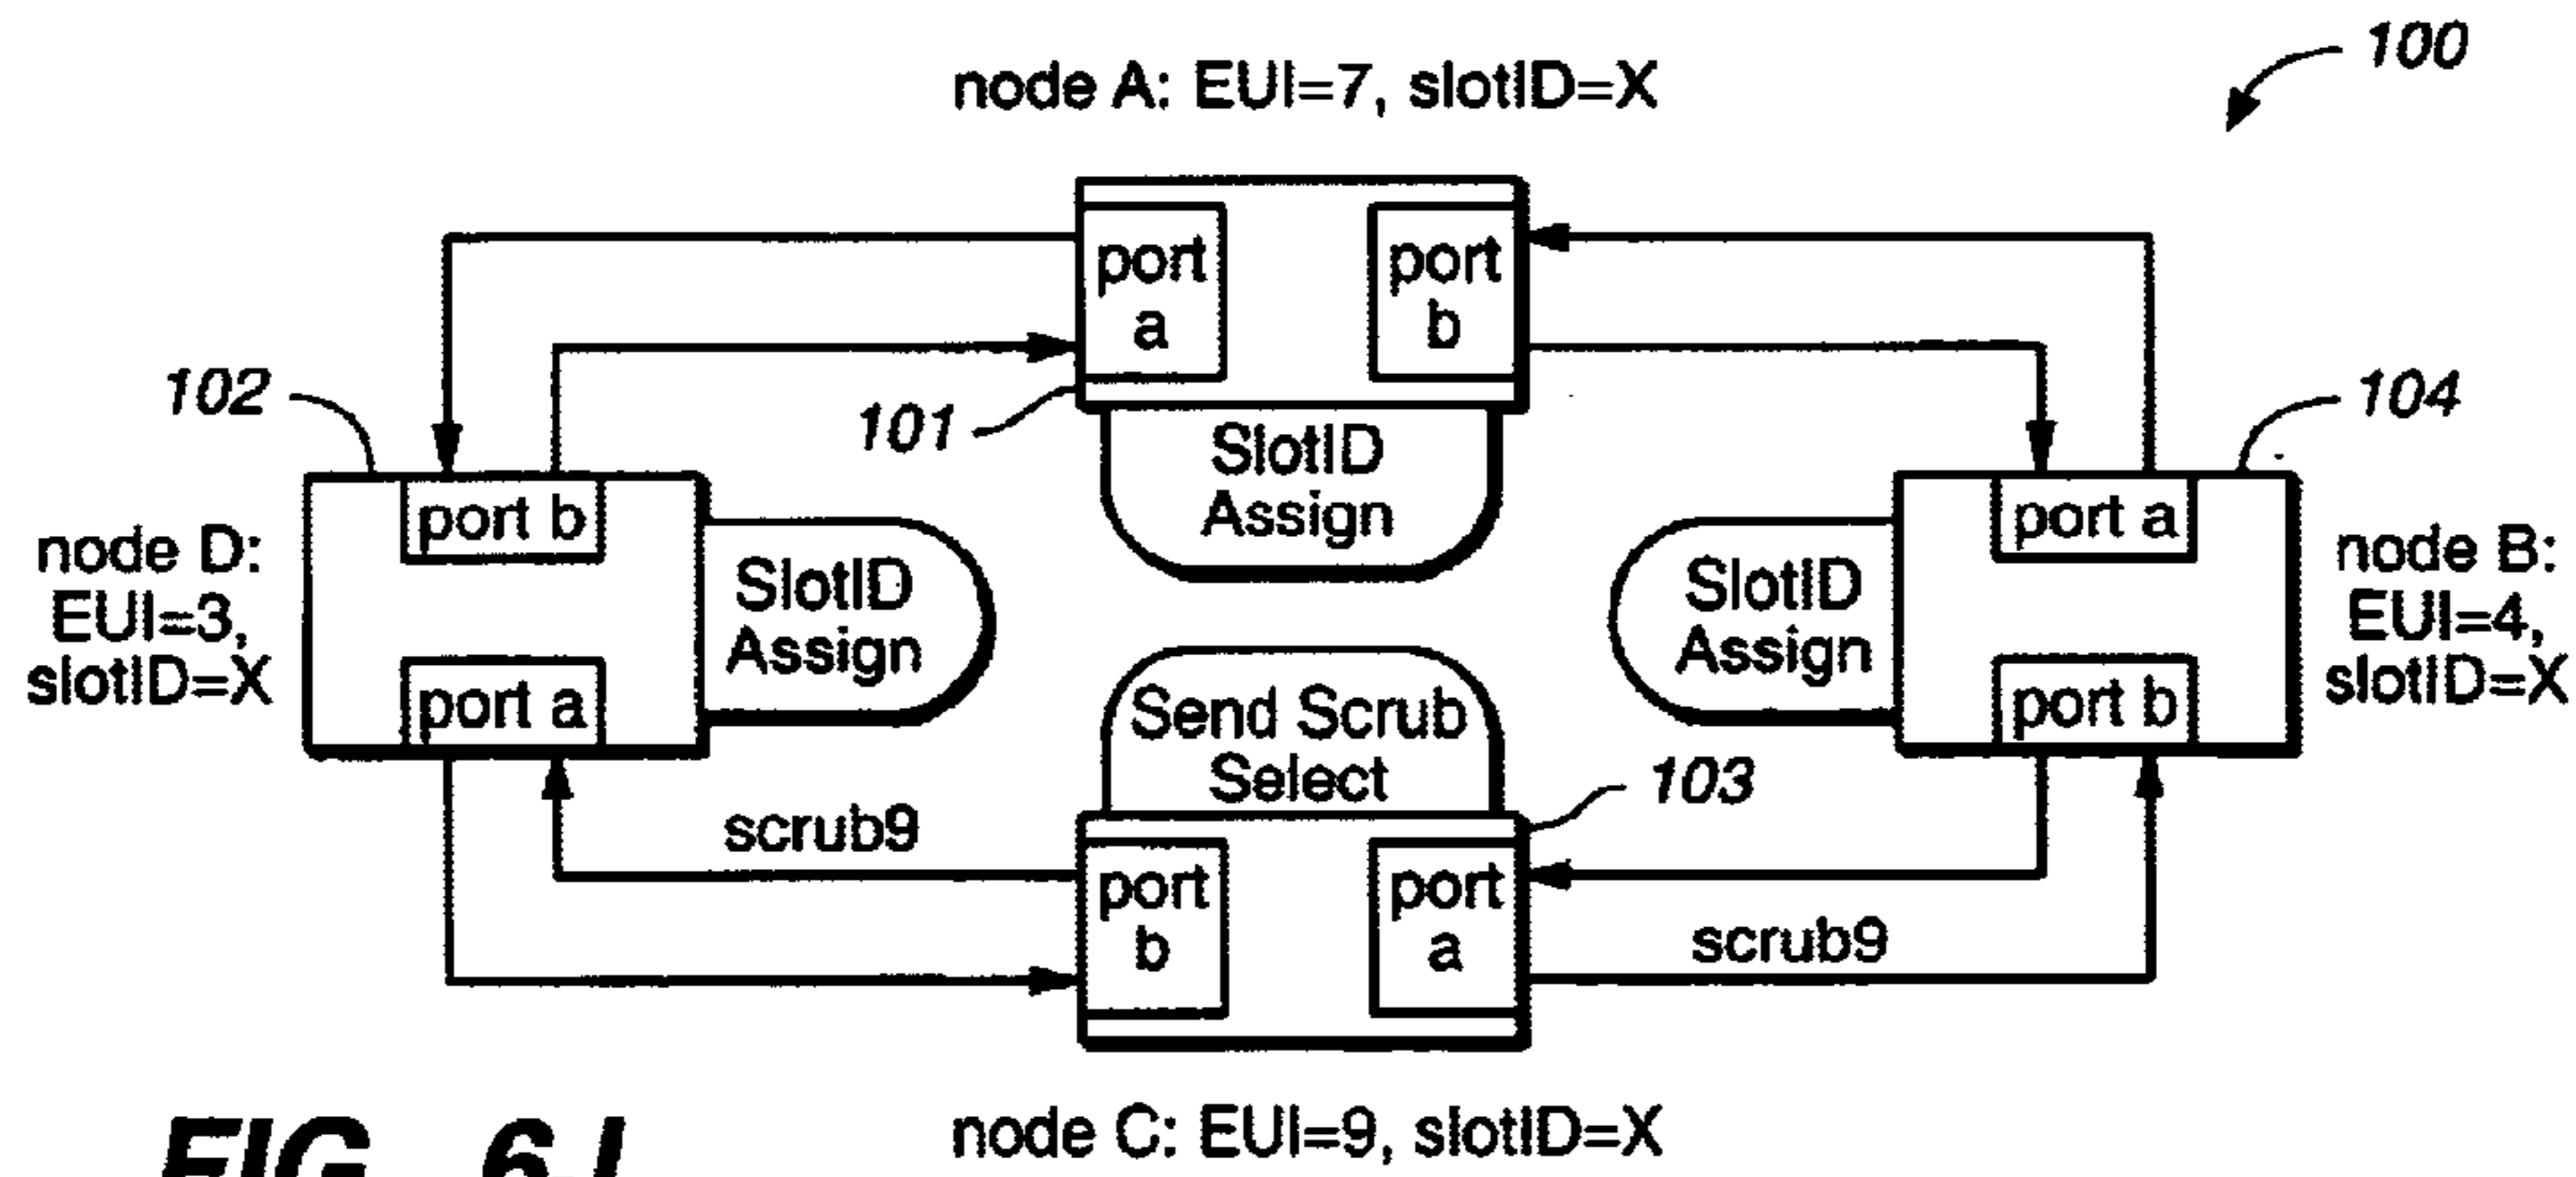 100
node A: EUI=7, slotID=X
port
a
port
b
102
101
104
SlotID
Assign
port b
port a
node D:
EUI=3,
slotID=X
SlotID
Assign
SlotID
Assign
node B:
EUI=4,
slotID=X
port a
port b
Send Scrub
Select
103
scrub9
port
b
port
a
scrub9
node C: EUI=9, slotID=X